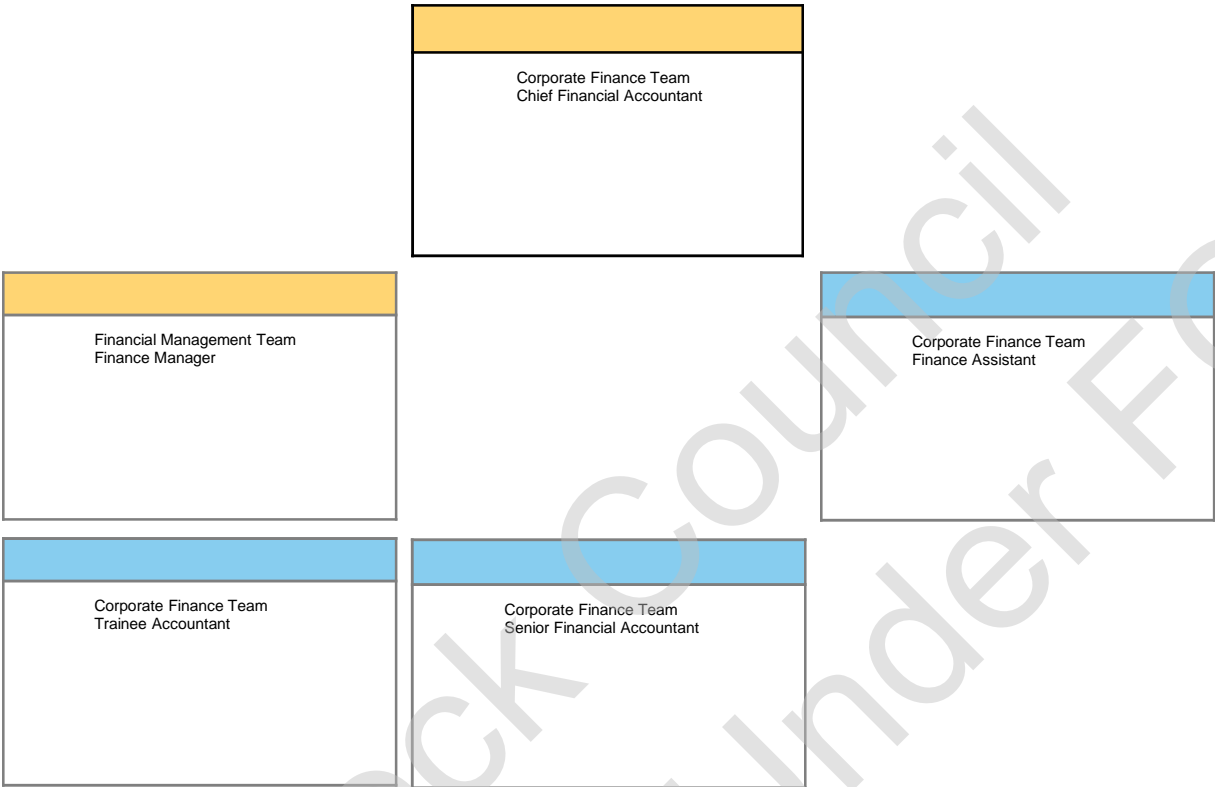 Corporate Finance Team
Chief Financial Accountant
Financial Management Team
Finance Manager
Corporate Finance Team
Finance Assistant
Corporate Finance Team
Trainee Accountant
Corporate Finance Team
Senior Financial Accountant
Council
Under